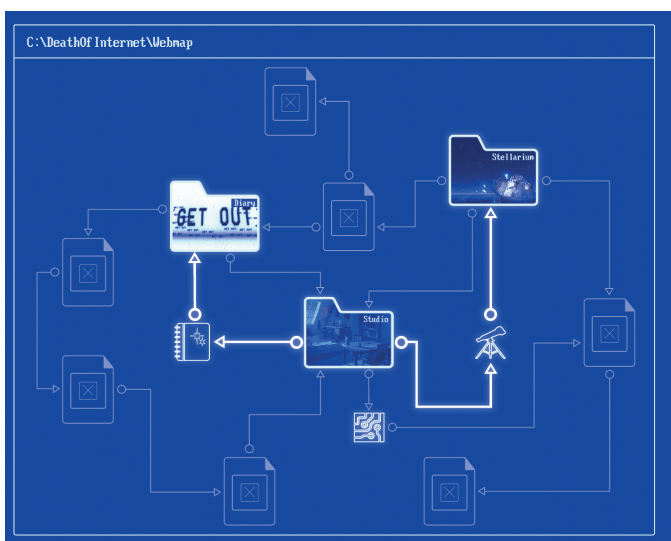 C:\DeathOfInternet\Webmap
Stellarium
Diary
GET OUT
Studio